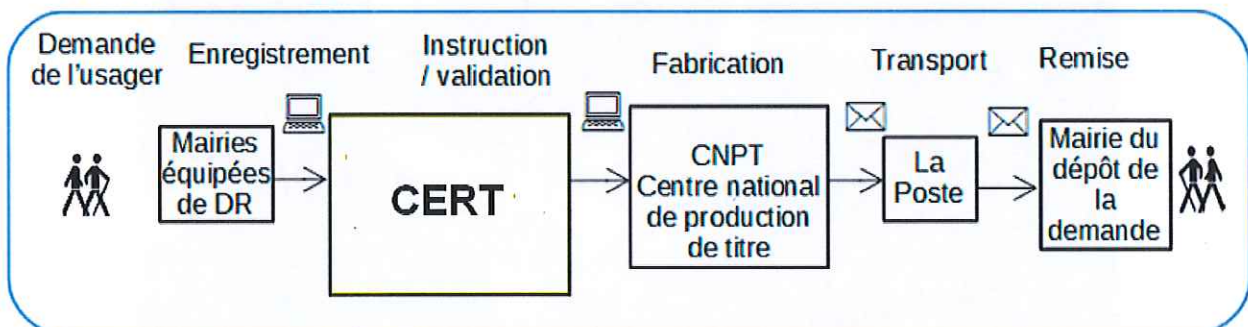 Demande
de l'usager
Enregistrement
Instruction
/ validation
Fabrication
Transport
Remise
Mairies
équipées
de DR
CERT
CNPT
Centre national
de production
de titre
La
Poste
Mairie du
dépôt de
la
demande